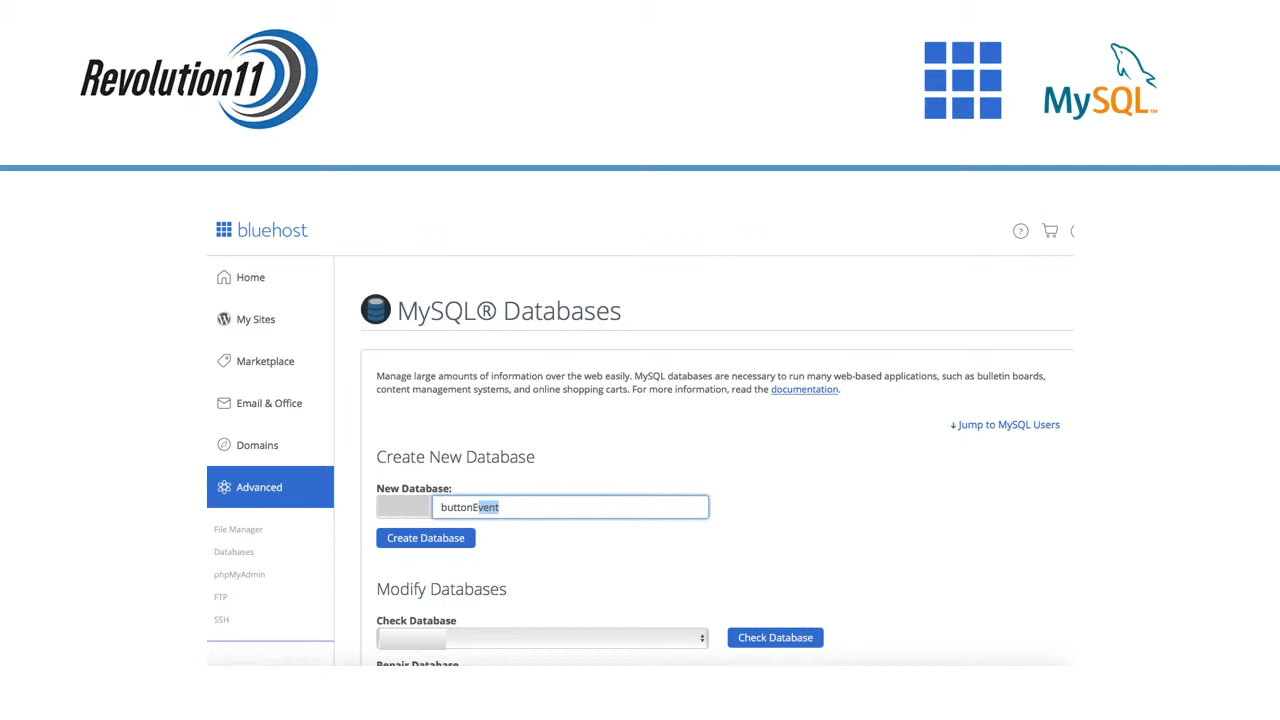 Revolution11
MySQL™
bluehost
?
Home
My Sites
Marketplace
Email & Office
Domains
Advanced
File Manager
Databases
phpMyAdmin
FTP
SSH
MySQL® Databases
Manage large amounts of information over the web easily. MySQL databases are necessary to run many web-based applications, such as bulletin boards,
content management systems, and online shopping carts. For more information, read the documentation.
↓Jump to MySQL Users
Create New Database
New Database:
buttonEvent
Create Database
Modify Databases
Check Database
Check Database
Repair Database